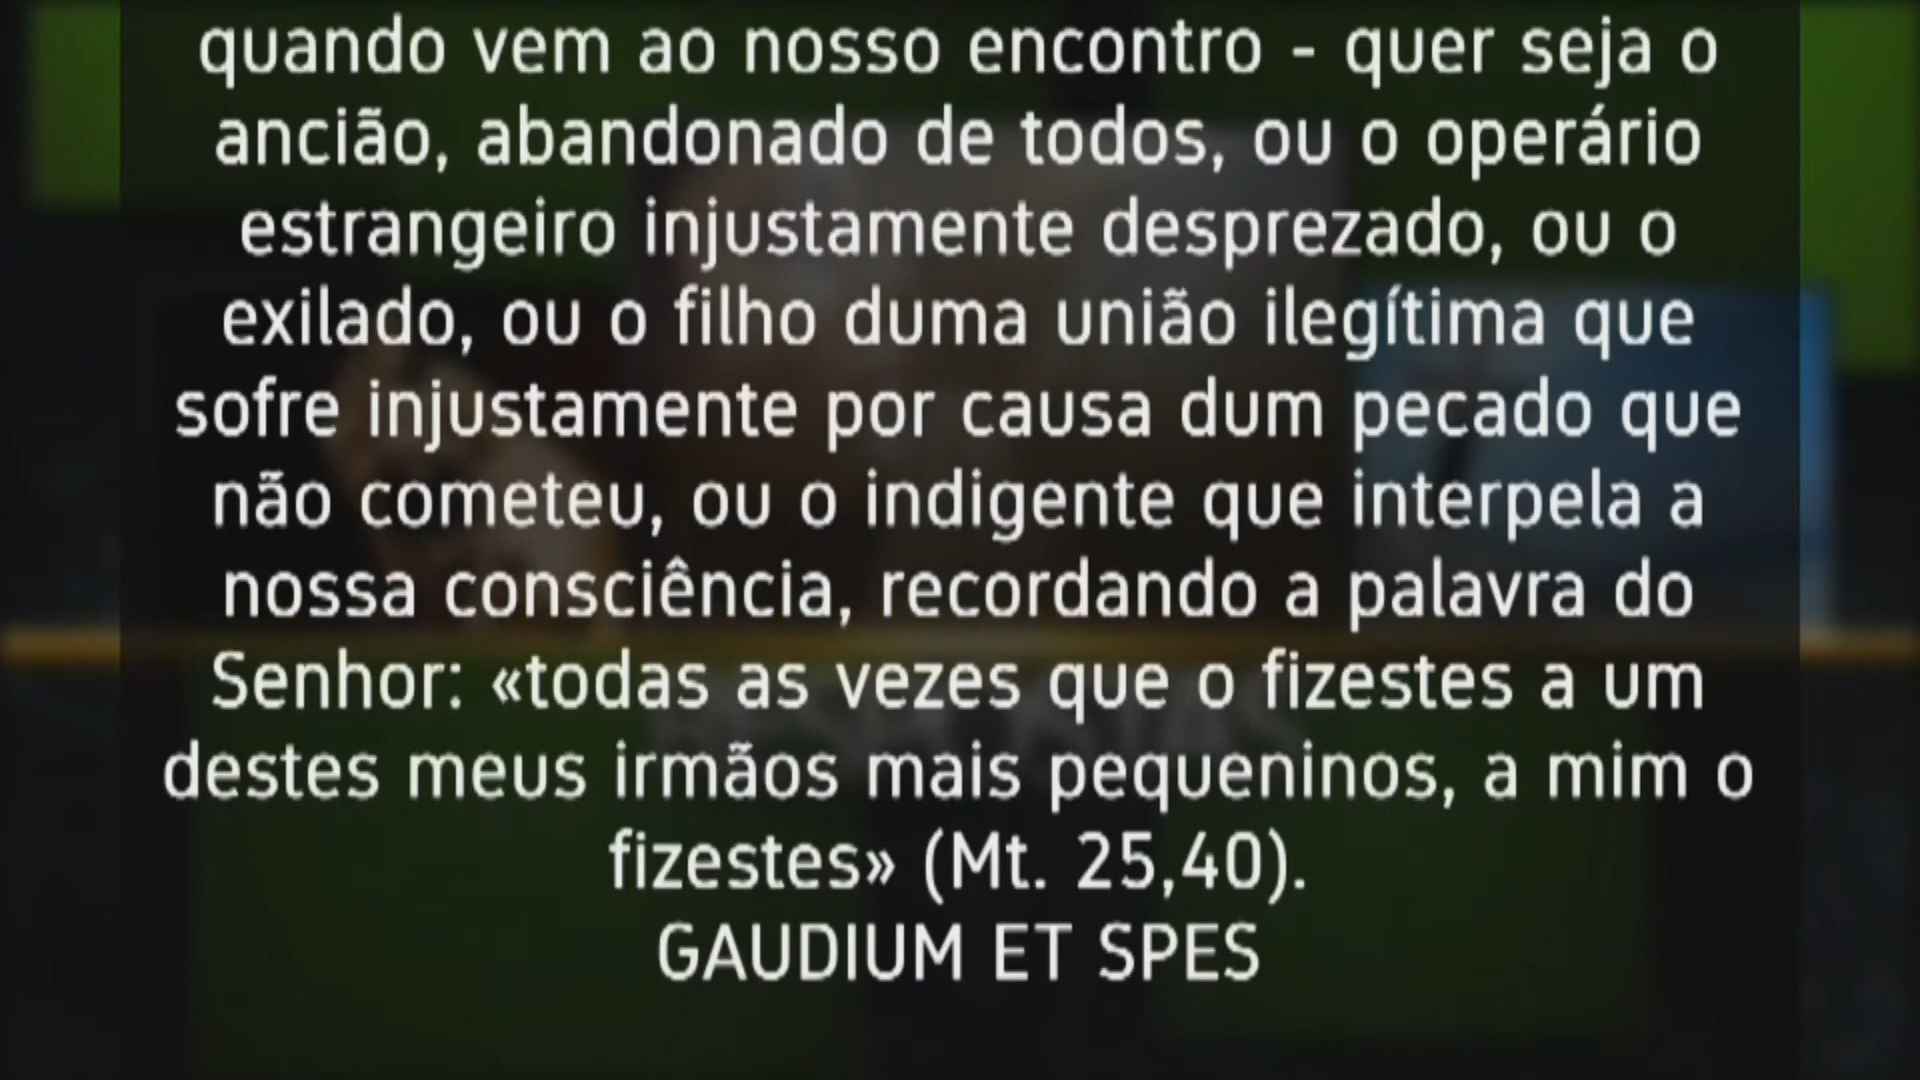 quando vem ao nosso encontro - quer seja o
ancião, abandonado de todos, ou o operário
estrangeiro injustamente desprezado, ou o
exilado, ou o filho duma união ilegítima que
sofre injustamente por causa dum pecado que
não cometeu, ou o indigente que interpela a
nossa consciência, recordando a palavra do
Senhor: «todas as vezes que o fizestes a um
destes meus irmãos mais pequeninos, a mim o
fizestes» (Mt. 25,40).
GAUDIUM ET SPES